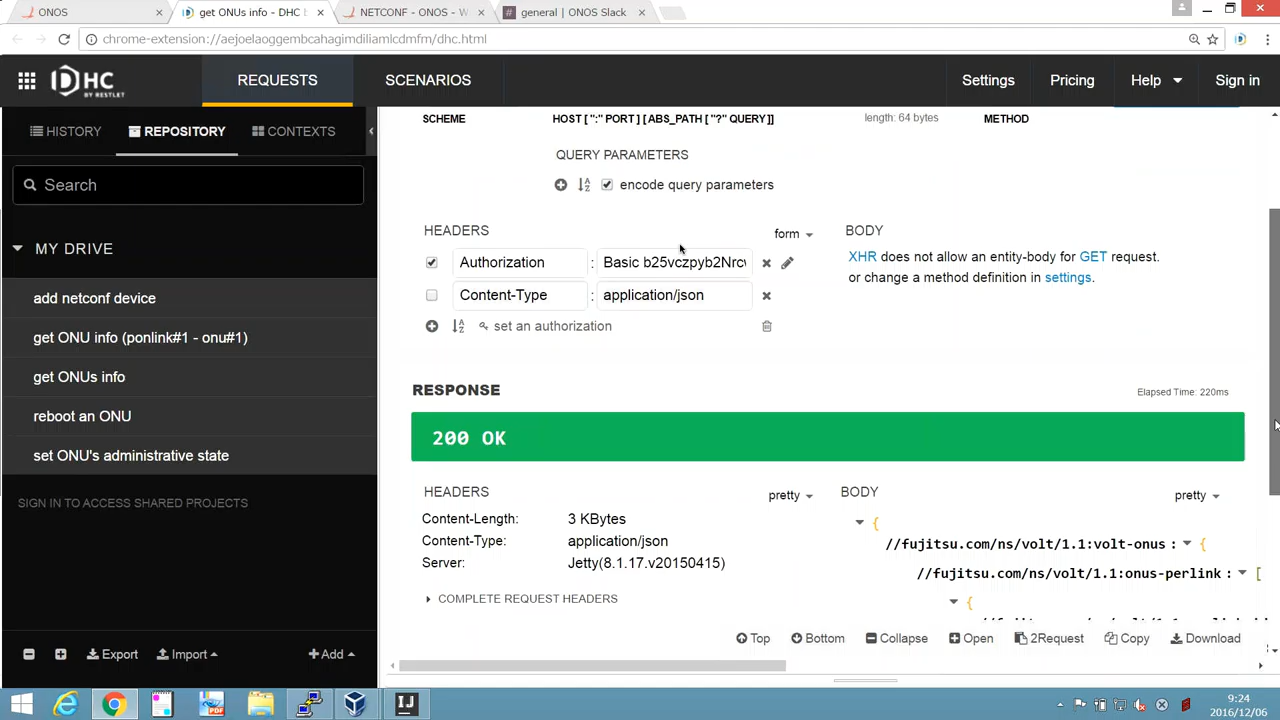 ONOS
get ONUs info - DHC
NETCONF - ONOS - W
general | ONOS Slack
chrome-extension://aejoelaoggembcahagimdiliamlcdmfm/dhc.html
DHC
BY RESTLET
REQUESTS
SCENARIOS
Settings
Pricing
Help
Sign in
HISTORY
REPOSITORY
CONTEXTS
Search
MY DRIVE
add netconf device
get ONU info (ponlink#1 - onu#1)
get ONUs info
reboot an ONU
set ONU's administrative state
SIGN IN TO ACCESS SHARED PROJECTS
Export
Import
Add
SCHEME
HOST [ ":" PORT ] [ ABS_PATH [ "?" QUERY ]]
length: 64 bytes
METHOD
QUERY PARAMETERS
encode query parameters
HEADERS
form
Authorization : Basic b25vczpyb2Nrcv
Content-Type : application/json
set an authorization
BODY
XHR does not allow an entity-body for GET request.
or change a method definition in settings.
RESPONSE
Elapsed Time: 220ms
200 OK
HEADERS
pretty
Content-Length: 3 KBytes
Content-Type: application/json
Server: Jetty(8.1.17.v20150415)
COMPLETE REQUEST HEADERS
BODY
pretty
{
//fujitsu.com/ns/volt/1.1:volt-onus : {
//fujitsu.com/ns/volt/1.1:onus-perlink : [
{
Top
Bottom
Collapse
Open
2Request
Copy
Download
9:24
2016/12/06